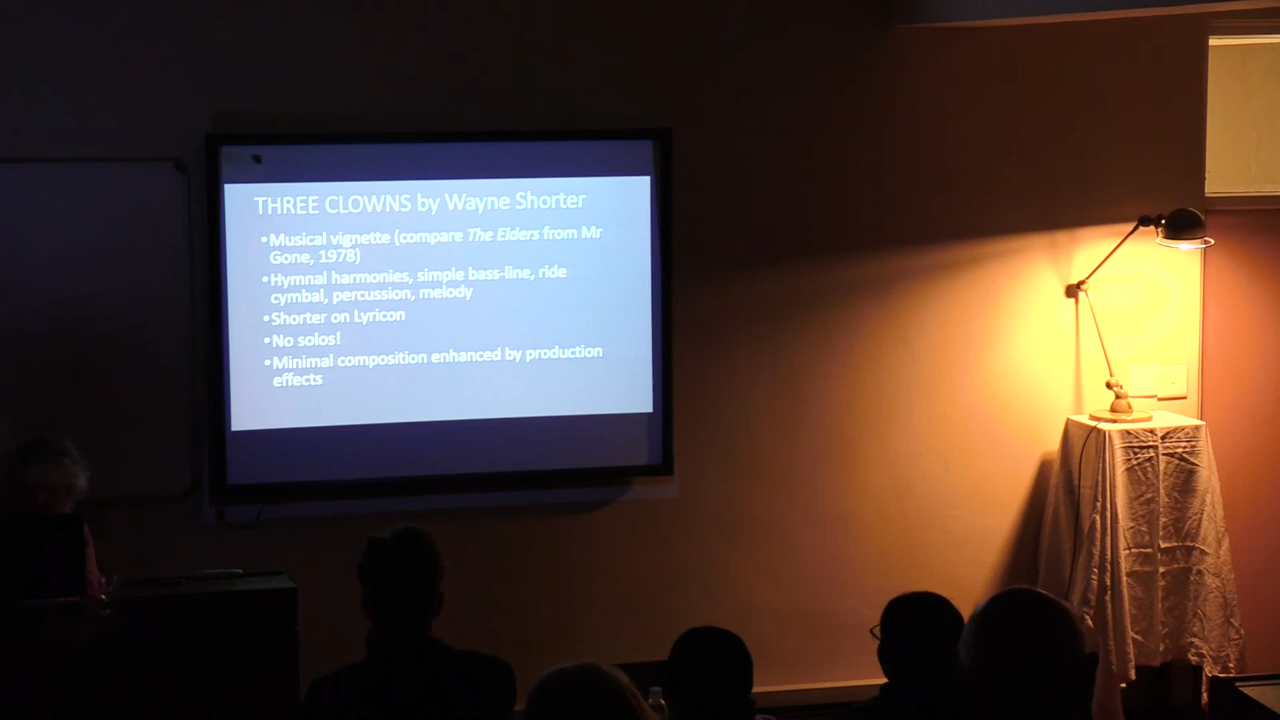 THREE CLOWNS by Wayne Shorter
•Musical vignette (compare The Elders from Mr
Gone, 1978)
•Hymnal harmonies, simple bass-line, ride
cymbal, percussion, melody
•Shorter on Lyricon
•No solos!
•Minimal composition enhanced by production
effects